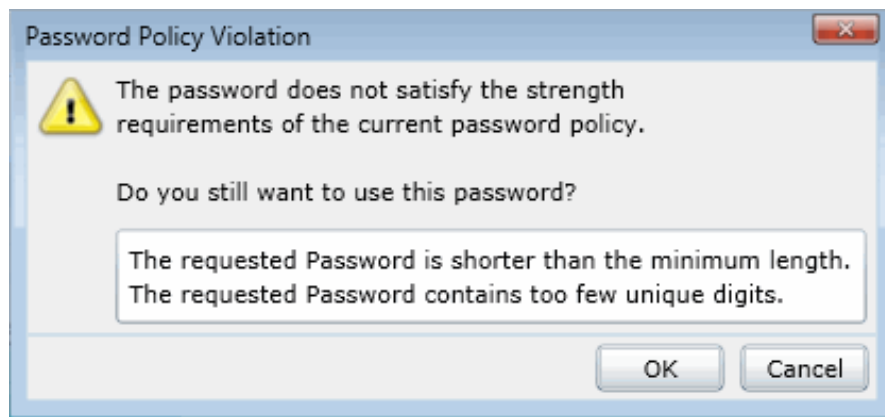 Password Policy Violation
The password does not satisfy the strength
requirements of the current password policy.
Do you still want to use this password?
The requested Password is shorter than the minimum length.
The requested Password contains too few unique digits.
OK
Cancel